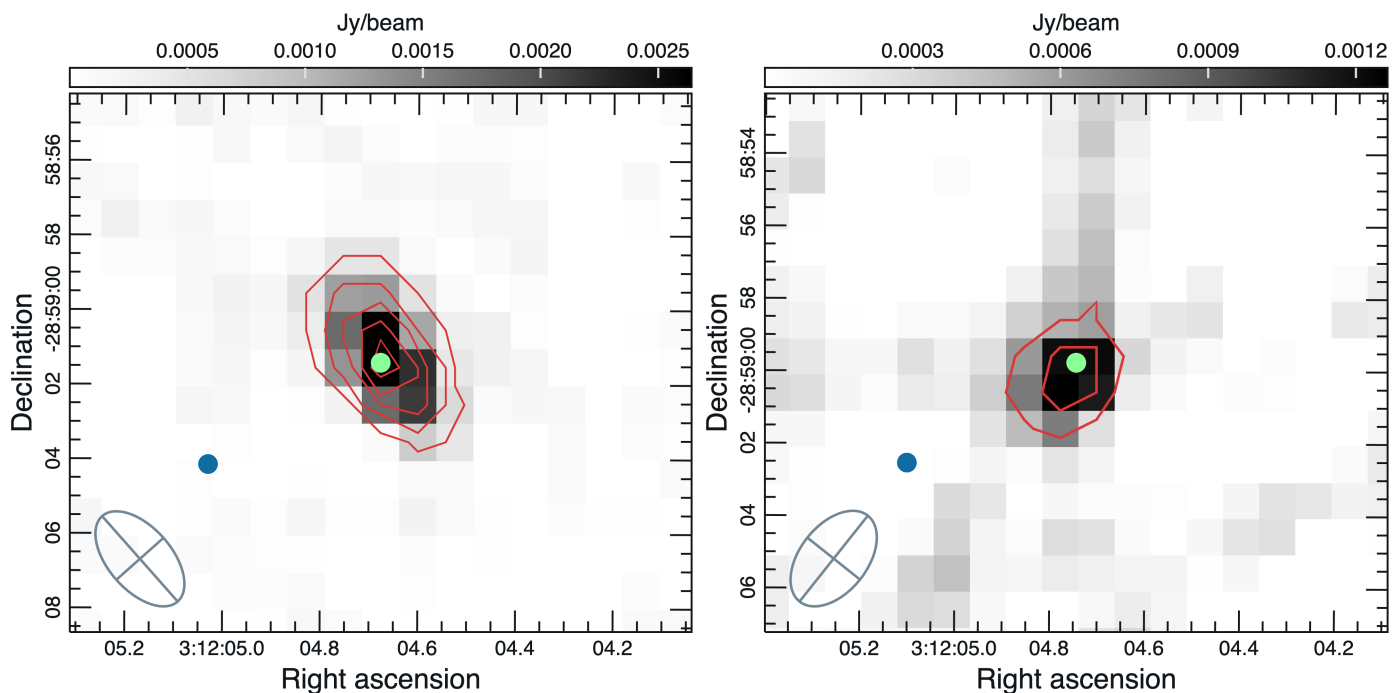 Jy/beam
0.0005 0.0010 0.0015 0.0020 0.0025
Declination
58:56
58
-28:59:00
02
04
06
08
05.2 3:12:05.0 04.8 04.6 04.4 04.2
Right ascension
Jy/beam
0.0003 0.0006 0.0009 0.0012
Declination
58:54
56
58
-28:59:00
02
04
06
05.2 3:12:05.0 04.8 04.6 04.4 04.2
Right ascension